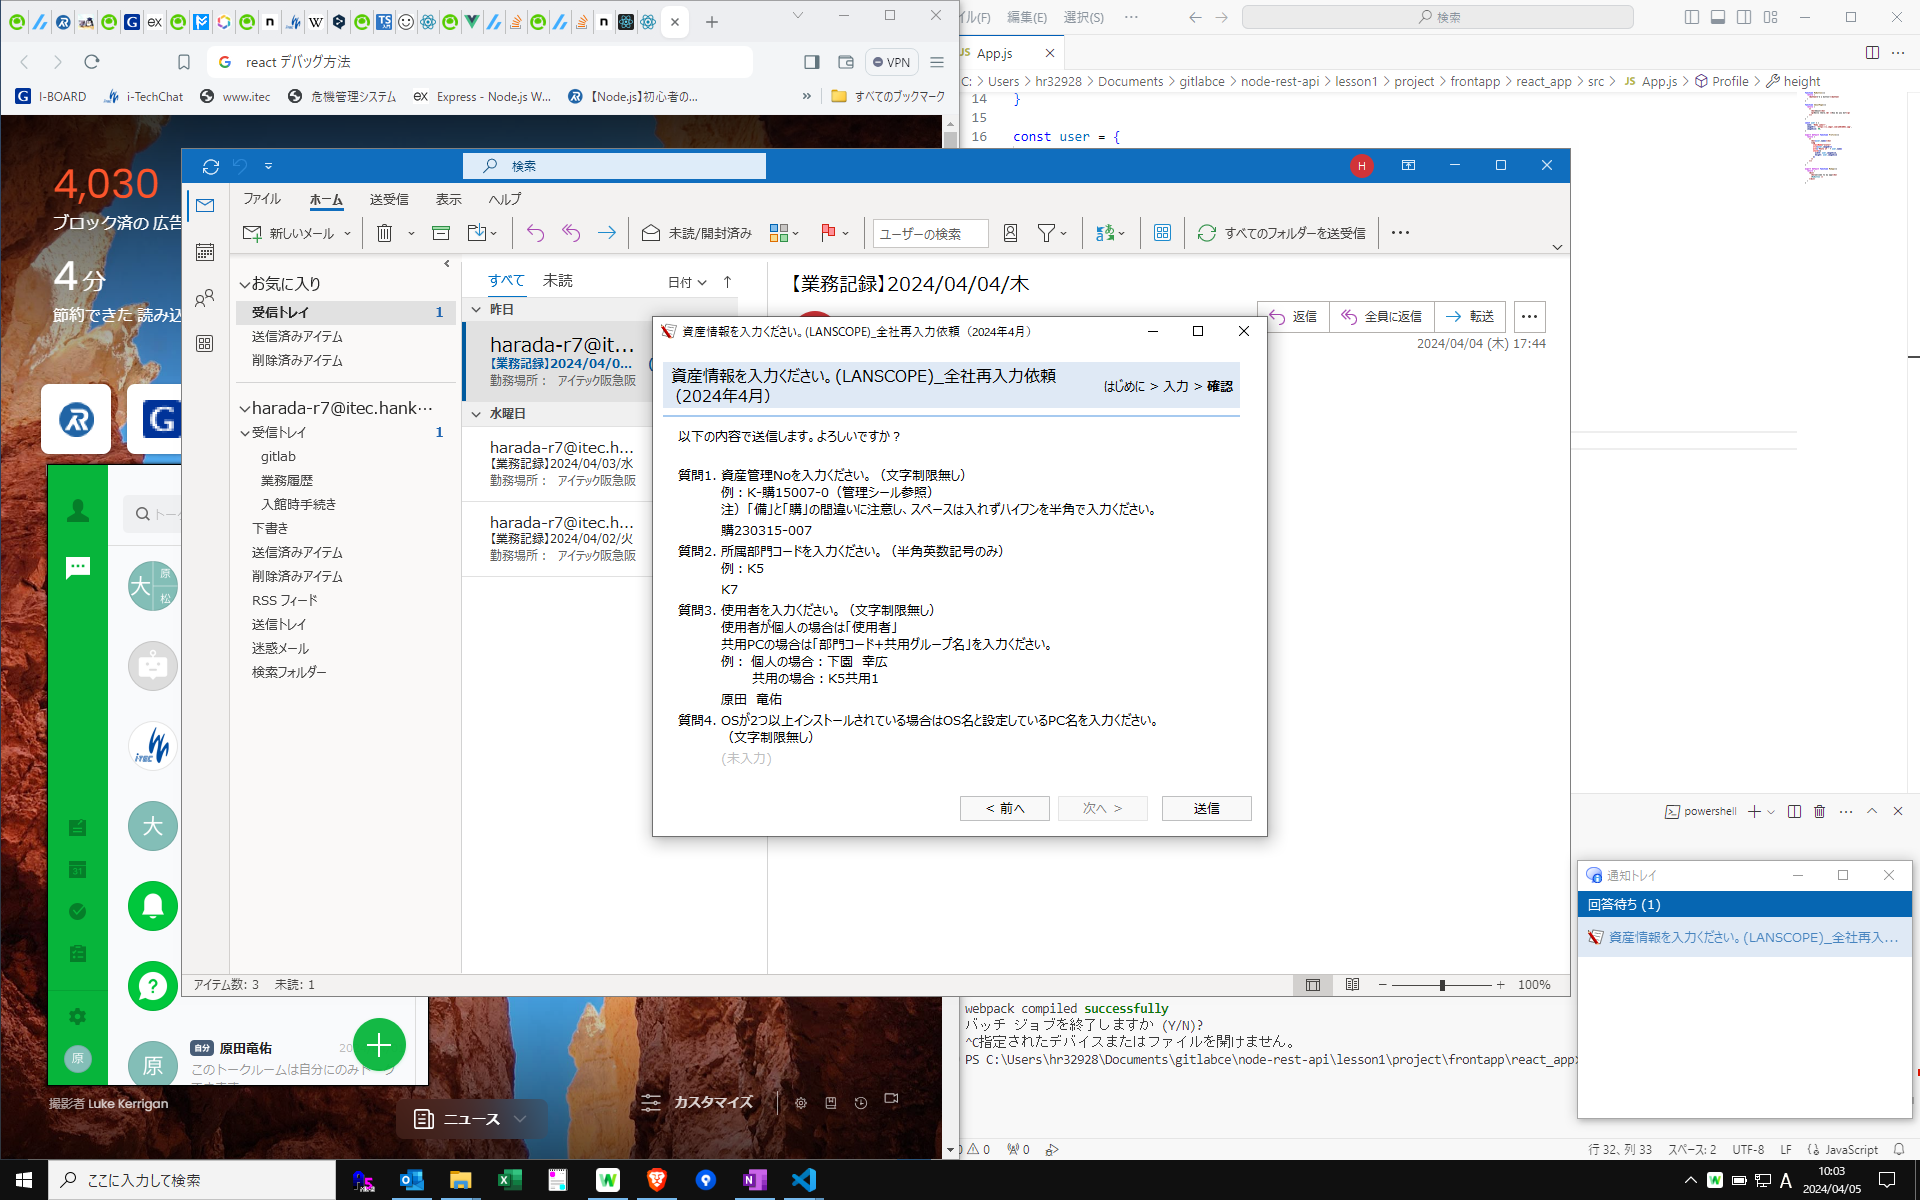 react デバッグ方法
VPN
I-BOARD
i-TechChat
www.itec
危機管理システム
Express - Node.js W...
【Node.js】初心者の...
すべてのブックマーク
4,030
ブロック済の 広告
4 分
節約できた 読み込
トー
原
大
松
大
原
自分 原田竜佑
20
このトークルームは自分にのみトーク
撮影者 Luke Kerrigan
ニュース
カスタマイズ
編集(E)
選択(S)
検索
App.js
C: > Users > hr32928 > Documents > gitlabce > node-rest-api > lesson1 > project > frontapp > react_app > src > JS App.js > Profile > height
14 }
15
16 const user = {
検索
H
ファイル
ホーム
送受信
表示
ヘルプ
新しいメール
未読/開封済み
ユーザーの検索
すべてのフォルダーを送受信
お気に入り
受信トレイ 1
送信済みアイテム
削除済みアイテム
harada-r7@itec.hank…
受信トレイ 1
gitlab
業務履歴
入館時手続き
下書き
送信済みアイテム
削除済みアイテム
RSS フィード
送信トレイ
迷惑メール
検索フォルダー
すべて
未読
日付
昨日
harada-r7@it...
【業務記録】2024/04/0...
勤務場所： アイテック阪急阪
水曜日
harada-r7@itec.h...
【業務記録】2024/04/03/水
勤務場所： アイテック阪急阪
harada-r7@itec.h...
【業務記録】2024/04/02/火
勤務場所： アイテック阪急阪
【業務記録】2024/04/04/木
返信
全員に返信
転送
2024/04/04 (木) 17:44
アイテム数: 3
未読: 1
100%
資産情報を入力ください。(LANSCOPE)_全社再入力依頼（2024年4月）
資産情報を入力ください。(LANSCOPE)_全社再入力依頼
（2024年4月）
はじめに > 入力 > 確認
以下の内容で送信します。よろしいですか？
質問1. 資産管理Noを入力ください。（文字制限無し）
例：K-購15007-0（管理シール参照）
注）「備」と「購」の間違いに注意し、スペースは入れずハイフンを半角で入力ください。
購230315-007
質問2. 所属部門コードを入力ください。（半角英数記号のみ）
例：K5
K7
質問3. 使用者を入力ください。（文字制限無し）
使用者が個人の場合は「使用者」
共用PCの場合は「部門コード+共用グループ名」を入力ください。
例： 個人の場合：下園 幸広
共用の場合：K5共用1
原田 竜佑
質問4. OSが2つ以上インストールされている場合はOS名と設定しているPC名を入力ください。
（文字制限無し）
(未入力)
< 前へ
次へ >
送信
powershell
webpack compiled successfully
バッチ ジョブを終了しますか (Y/N)?
^C指定されたデバイスまたはファイルを開けません。
PS C:\Users\hr32928\Documents\gitlabce\node-rest-api\lesson1\project\frontapp\react_app>
通知トレイ
回答待ち (1)
資産情報を入力ください。(LANSCOPE)_全社再入...
0 0
行 32、列 33
スペース: 2
UTF-8
LF
JavaScript
ここに入力して検索
A
10:03
2024/04/05